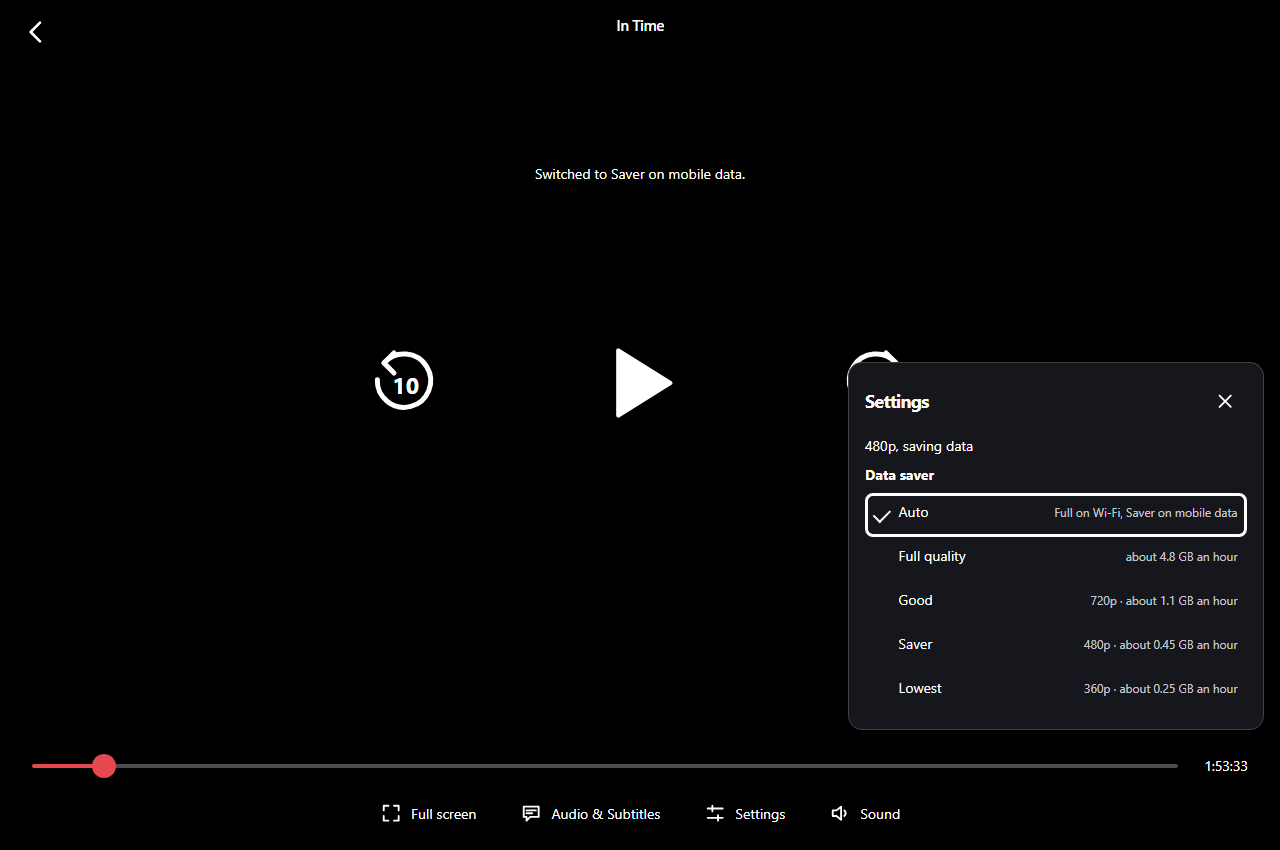 In Time
Switched to Saver on mobile data.
10
Settings
480p, saving data
Data saver
Auto Full on Wi-Fi, Saver on mobile data
Full quality about 4.8 GB an hour
Good 720p · about 1.1 GB an hour
Saver 480p · about 0.45 GB an hour
Lowest 360p · about 0.25 GB an hour
1:53:33
Full screen Audio & Subtitles Settings Sound